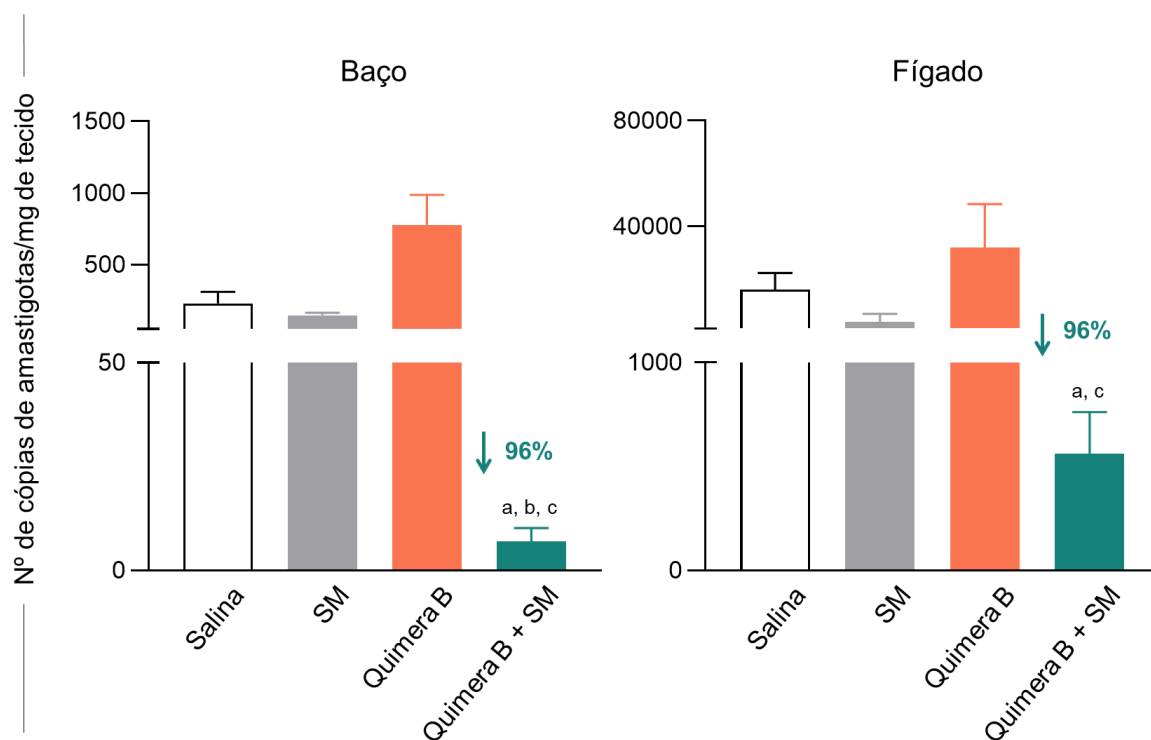 Nº de cópias de amastigotas/mg de tecido
Baço
1500
1000
500
50
0
96%
a, b, c
Salina
SM
Quimera B
Quimera B + SM
Fígado
80000
40000
1000
0
96%
a, c
Salina
SM
Quimera B
Quimera B + SM